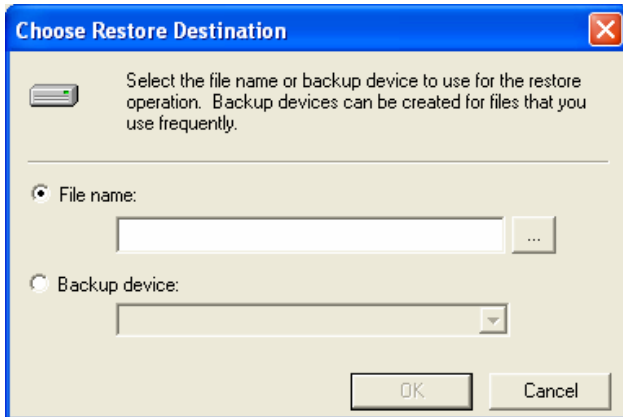 Choose Restore Destination
Select the file name or backup device to use for the restore
operation. Backup devices can be created for files that you
use frequently.
File name:
...
Backup device:
OK
Cancel